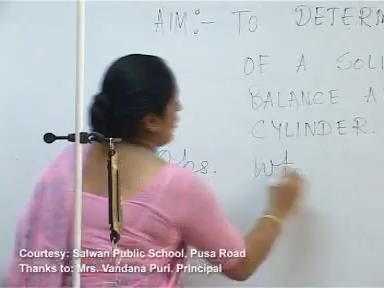 AIM:- TO DETERM
OF A SOLI
BALANCE A
CYLINDER.
Obs. Wt
Courtesy: Salwan Public School, Pusa Road
Thanks to: Mrs. Vandana Puri. Principal